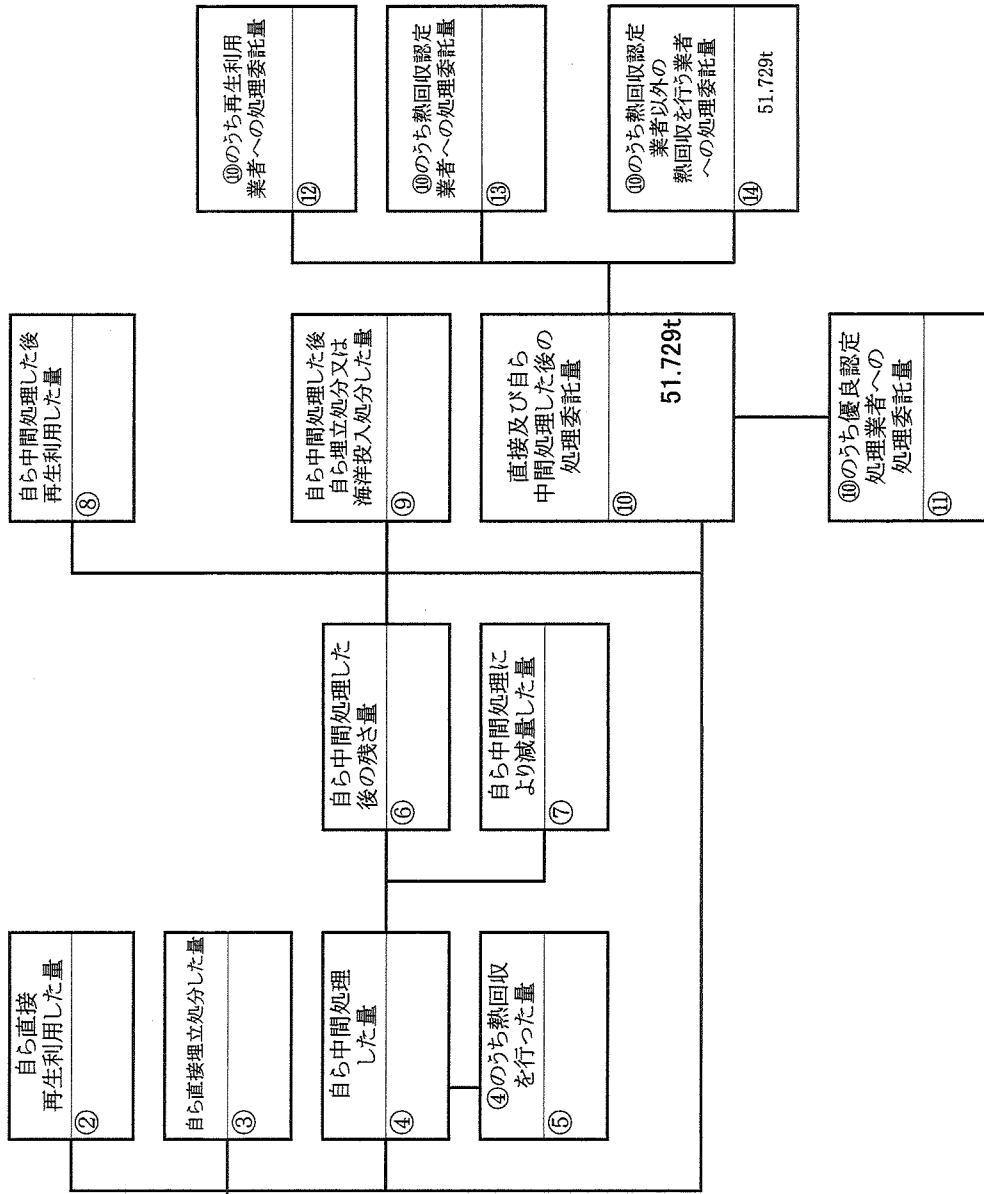 自ら直接
再生利用した量
②
自ら直接埋立処分した量
③
自ら中間処理
した量
④
④のうち熱回収
を行った量
⑤
自ら中間処理した
後の残さ量
⑥
自ら中間処理に
より減量した量
⑦
自ら中間処理した後
再生利用した量
⑧
自ら中間処理した後
自ら埋立処分又は
海洋投入処分した量
⑨
直接及び自ら
中間処理した後の
処理委託量
⑩
51.729t
⑩のうち優良認定
処理業者への
処理委託量
⑪
⑩のうち再生利用
業者への処理委託量
⑫
⑩のうち熱回収認定
業者への処理委託量
⑬
⑩のうち熱回収認定
業者以外の
熱回収を行う業者
への処理委託量
⑭
51.729t